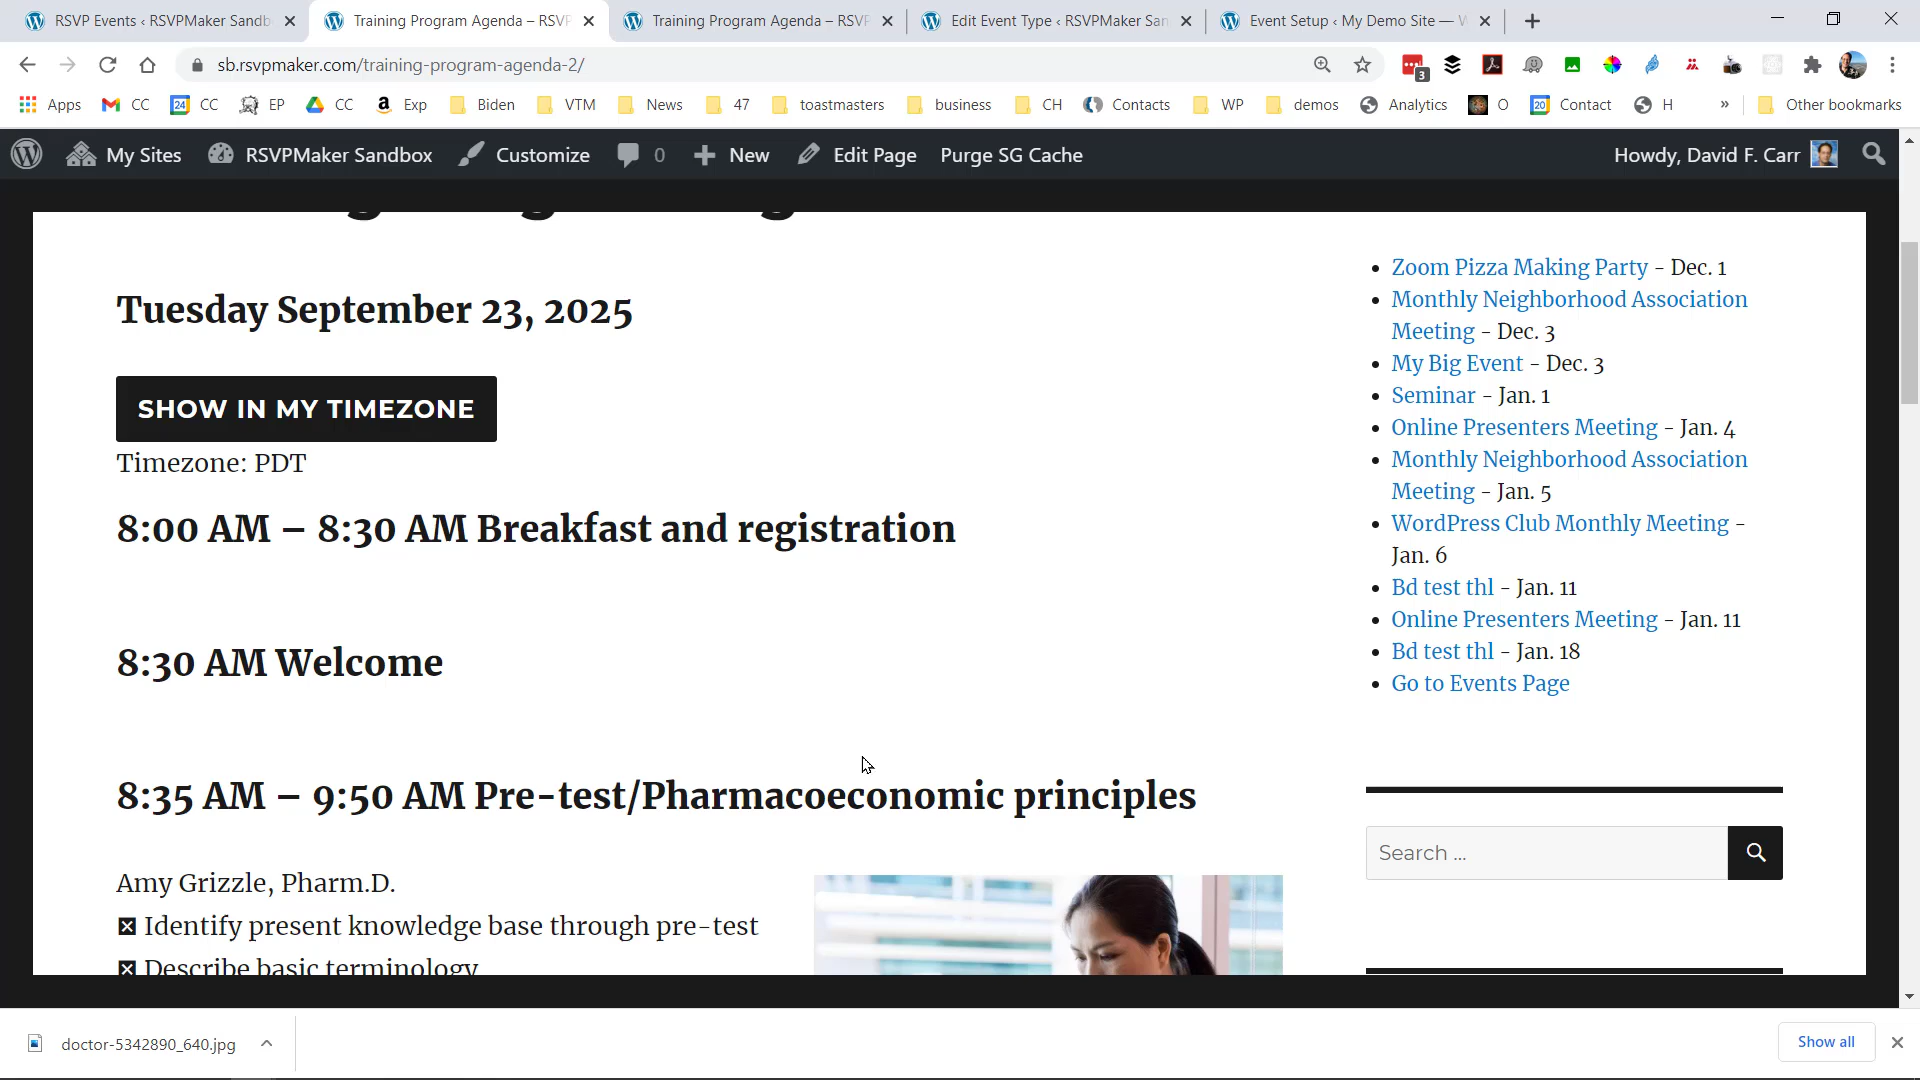 RSVP Events ‹ RSVPMaker Sandb
Training Program Agenda – RSVP
Training Program Agenda – RSVP
Edit Event Type ‹ RSVPMaker San
Event Setup ‹ My Demo Site — W
sb.rsvpmaker.com/training-program-agenda-2/
3
Apps
CC
24
CC
EP
CC
a
Exp
Biden
VTM
News
47
toastmasters
business
CH
Contacts
WP
demos
Analytics
O
20
Contact
H
»
Other bookmarks
My Sites
RSVPMaker Sandbox
Customize
0
New
Edit Page
Purge SG Cache
Howdy, David F. Carr
Tuesday September 23, 2025
SHOW IN MY TIMEZONE
Timezone: PDT
8:00 AM – 8:30 AM Breakfast and registration
8:30 AM Welcome
8:35 AM – 9:50 AM Pre-test/Pharmacoeconomic principles
Amy Grizzle, Pharm.D.
Identify present knowledge base through pre-test
Describe basic terminology
Zoom Pizza Making Party - Dec. 1
Monthly Neighborhood Association
Meeting - Dec. 3
My Big Event - Dec. 3
Seminar - Jan. 1
Online Presenters Meeting - Jan. 4
Monthly Neighborhood Association
Meeting - Jan. 5
WordPress Club Monthly Meeting -
Jan. 6
Bd test thl - Jan. 11
Online Presenters Meeting - Jan. 11
Bd test thl - Jan. 18
Go to Events Page
Search ...
doctor-5342890_640.jpg
Show all